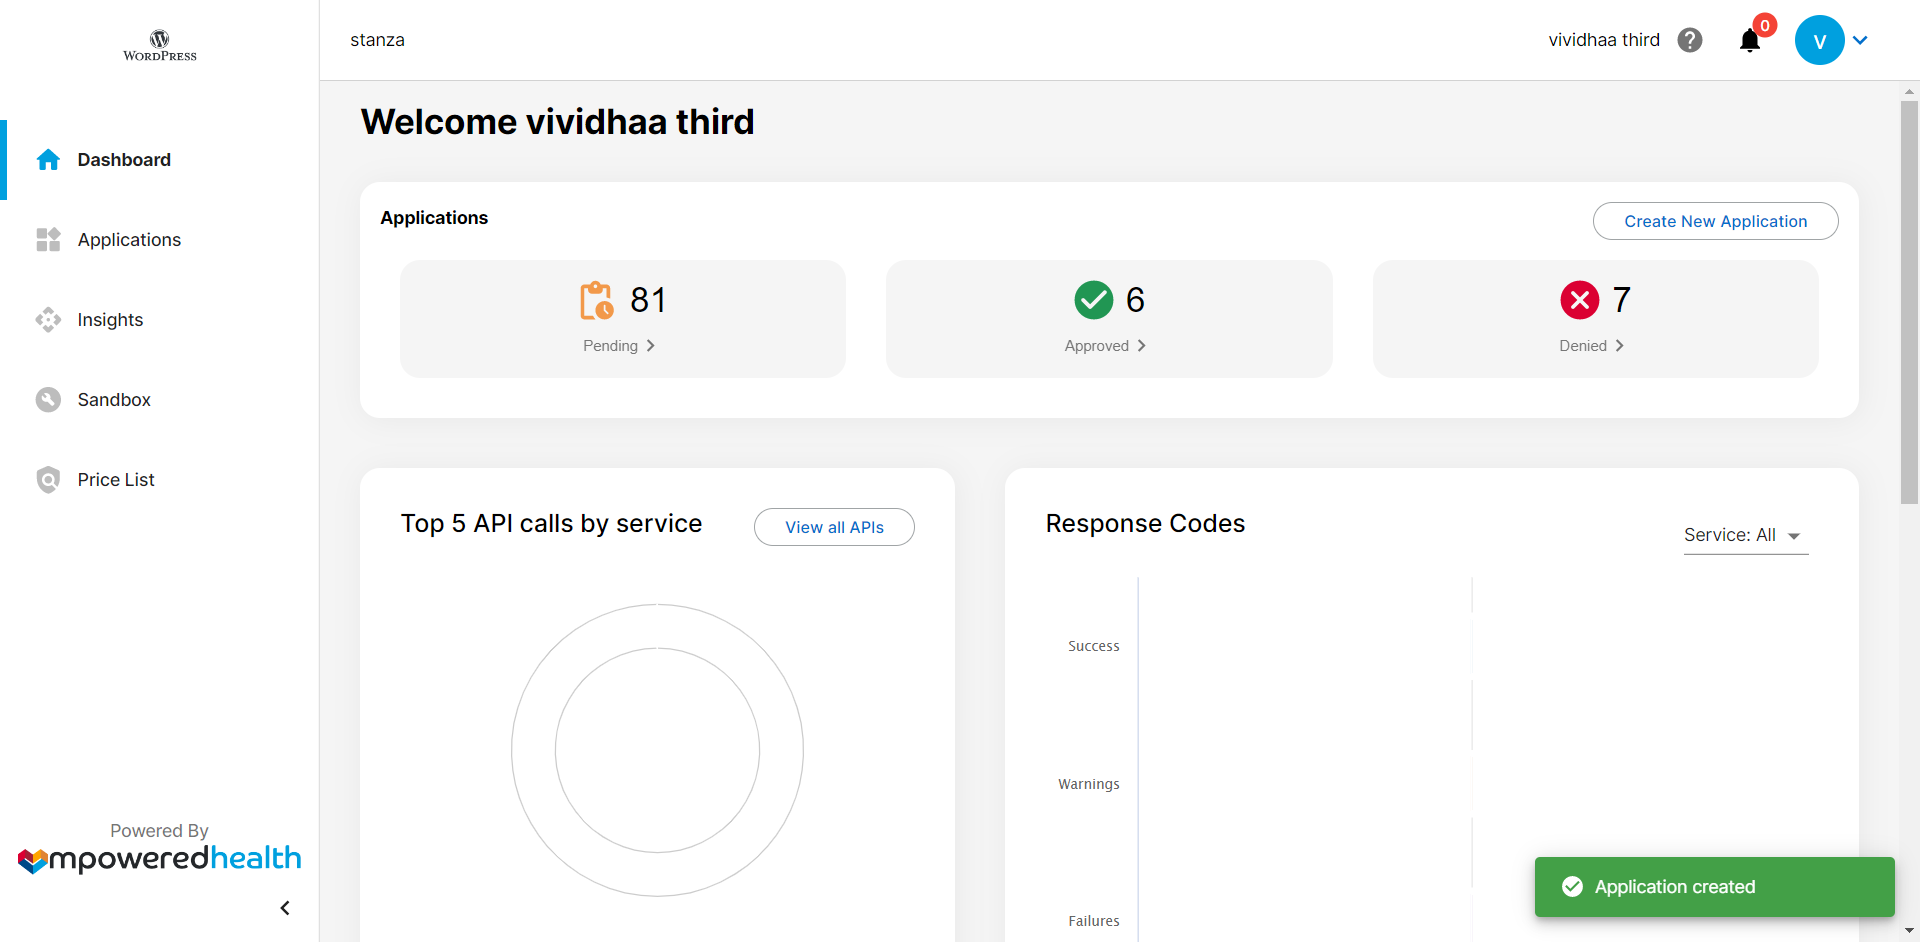 WORDPRESS
stanza
vividhaa third
0
V
Dashboard
Applications
Insights
Sandbox
Price List
Powered By
mpoweredhealth
Welcome vividhaa third
Applications
Create New Application
81
Pending
6
Approved
7
Denied
Top 5 API calls by service
View all APIs
Response Codes
Service: All
Success
Warnings
Failures
Application created